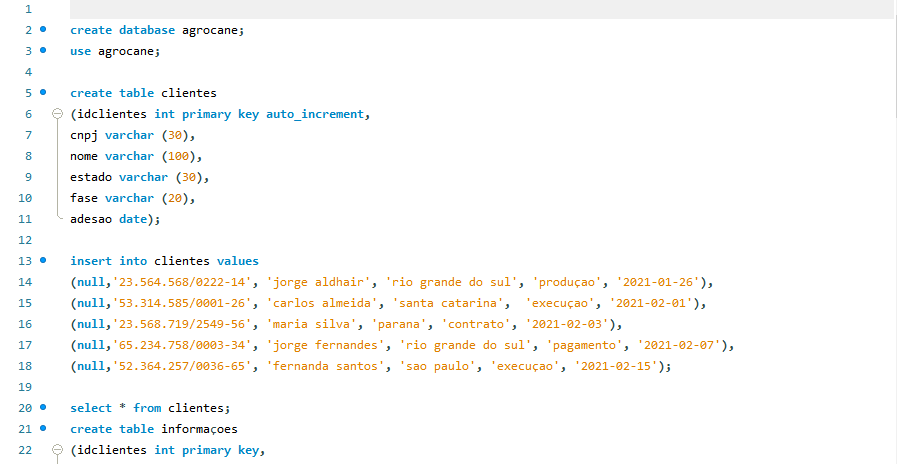 1
2 create database agrocane;
3 use agrocane;
4
5 create table clientes
6 (idclientes int primary key auto_increment,
7 cnpj varchar (30),
8 nome varchar (100),
9 estado varchar (30),
10 fase varchar (20),
11 adesao date);
12
13 insert into clientes values
14 (null,'23.564.568/0222-14', 'jorge aldhair', 'rio grande do sul', 'produçao', '2021-01-26'),
15 (null,'53.314.585/0001-26', 'carlos almeida', 'santa catarina',  'execuçao', '2021-02-01'),
16 (null,'23.568.719/2549-56', 'maria silva', 'parana', 'contrato', '2021-02-03'),
17 (null,'65.234.758/0003-34', 'jorge fernandes', 'rio grande do sul', 'pagamento', '2021-02-07'),
18 (null,'52.364.257/0036-65', 'fernanda santos', 'sao paulo', 'execuçao', '2021-02-15');
19
20 select * from clientes;
21 create table informaçoes
22 (idclientes int primary key,